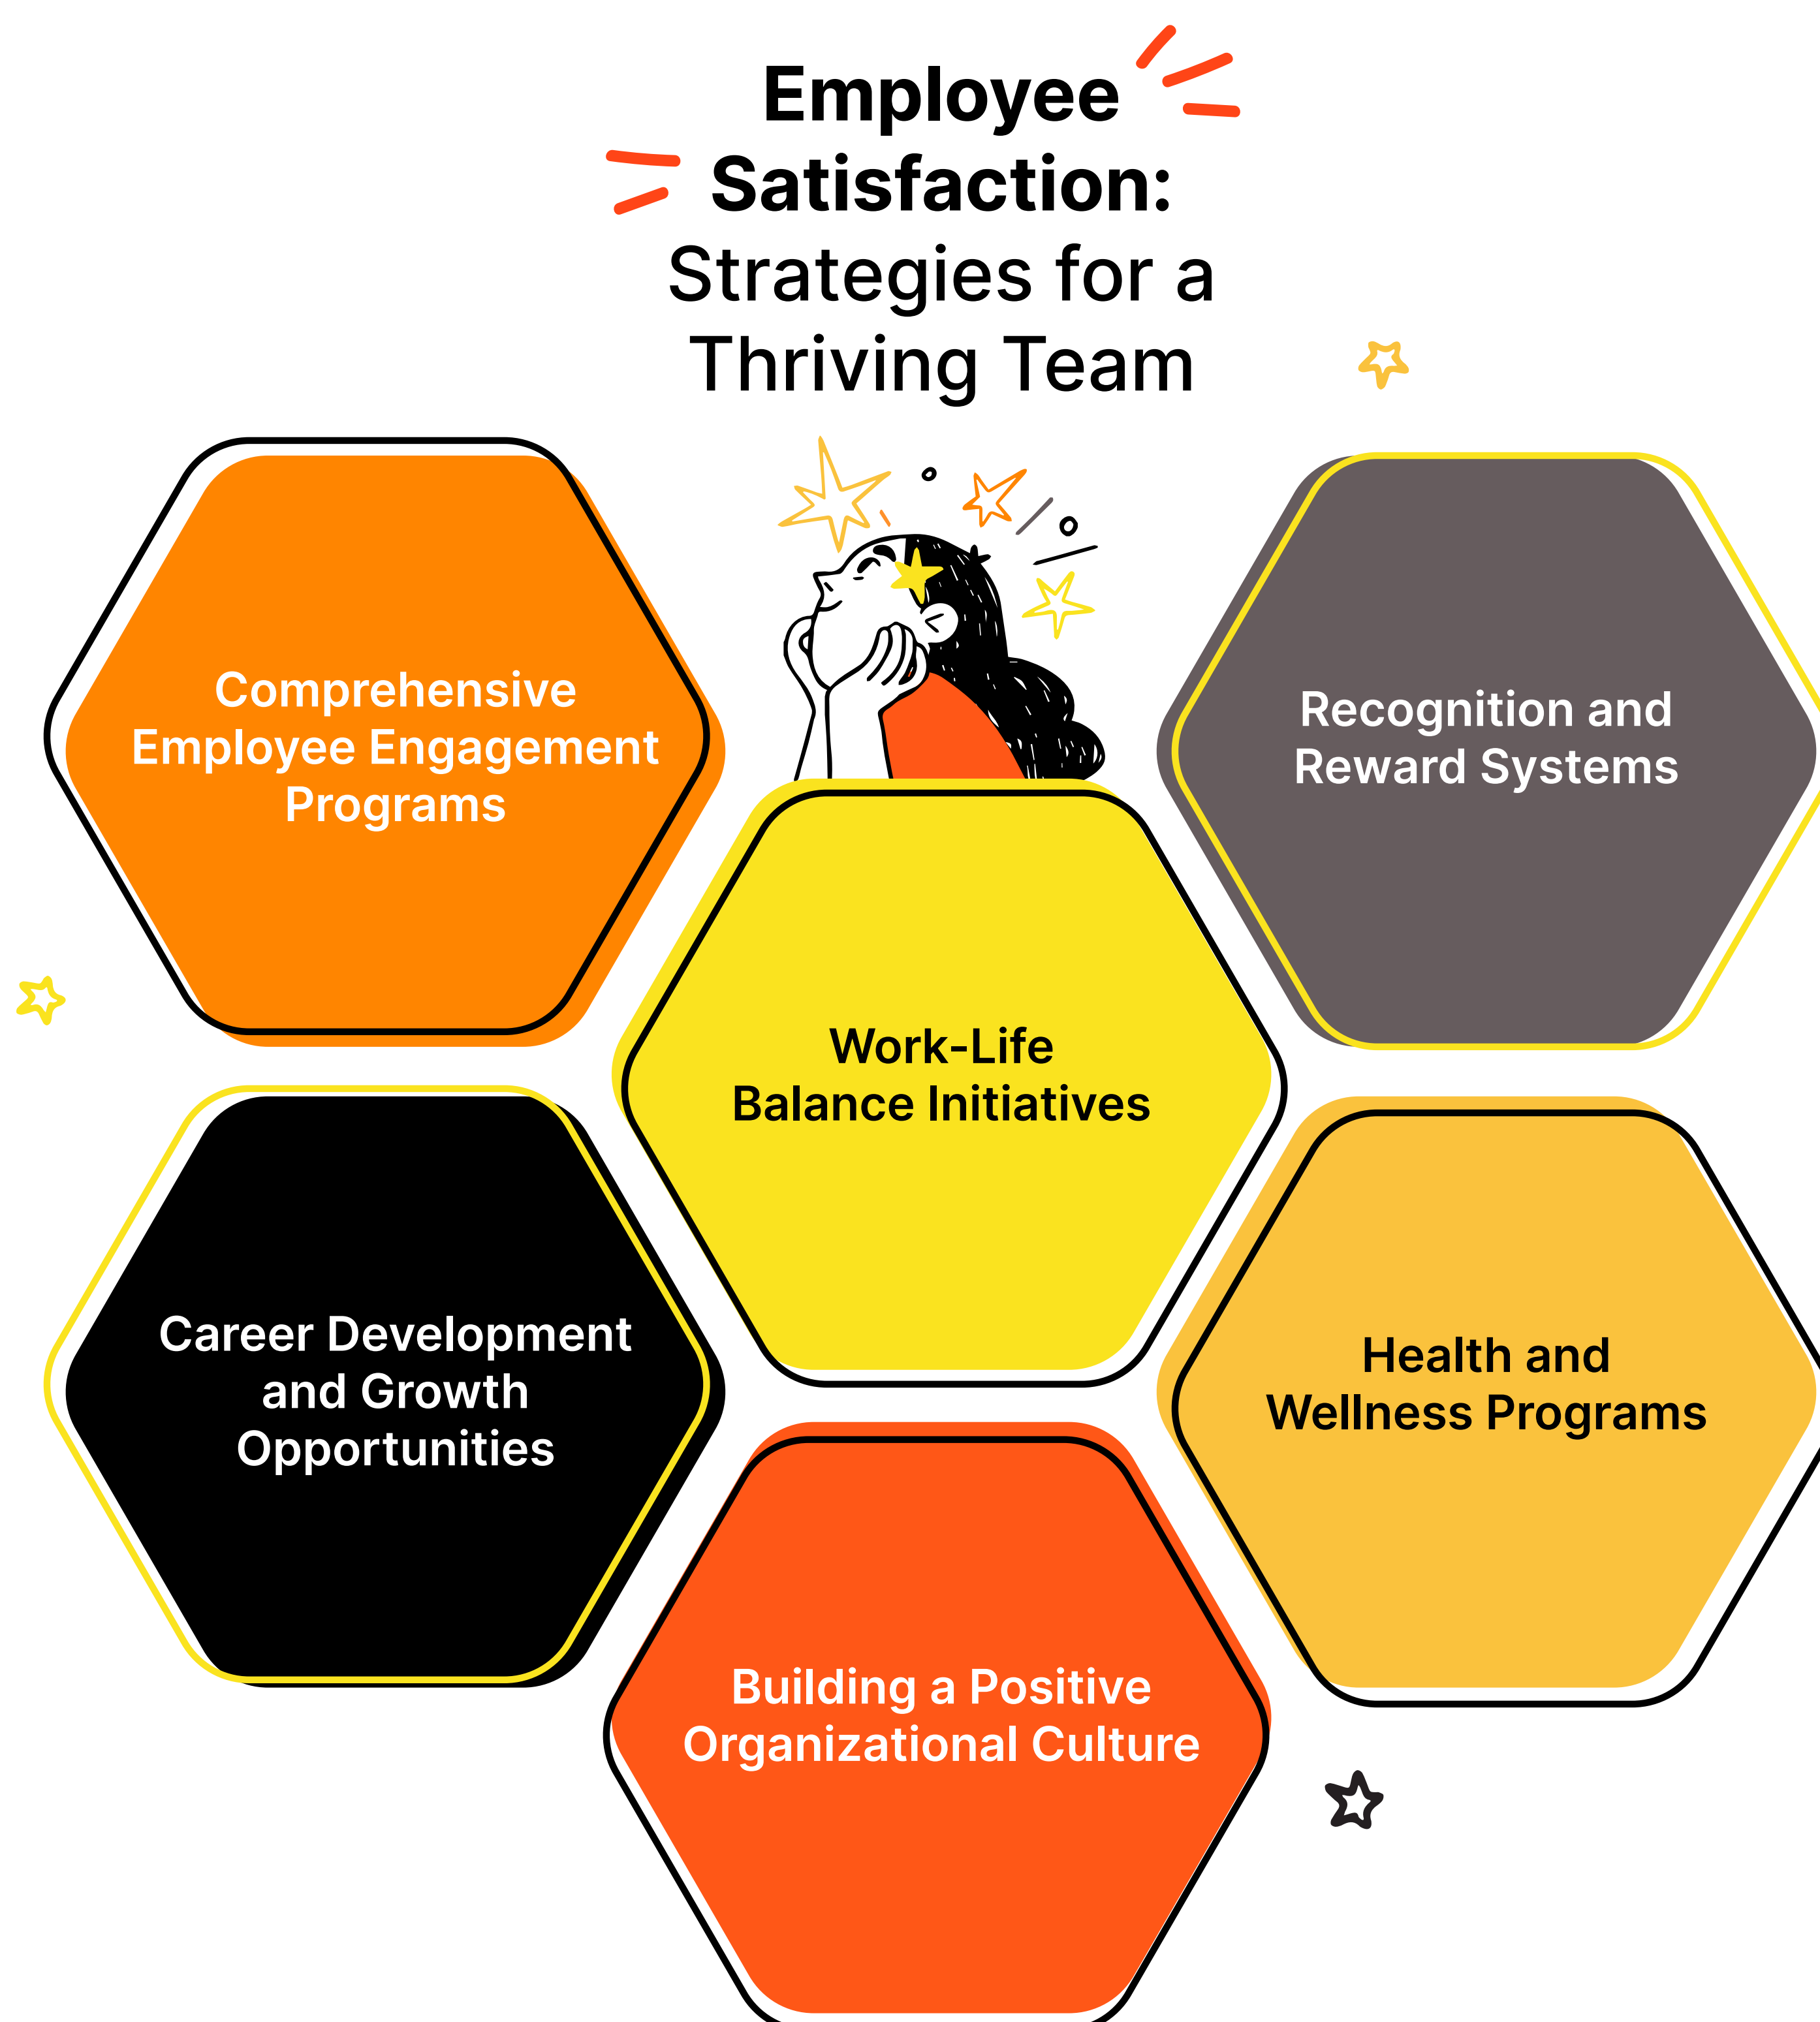 Employee
Satisfaction:
Strategies for a
Thriving Team
Comprehensive
Employee Engagement
Programs
Recognition and
Reward Systems
Work-Life
Balance Initiatives
Career Development
and Growth
Opportunities
Health and
Wellness Programs
Building a Positive
Organizational Culture